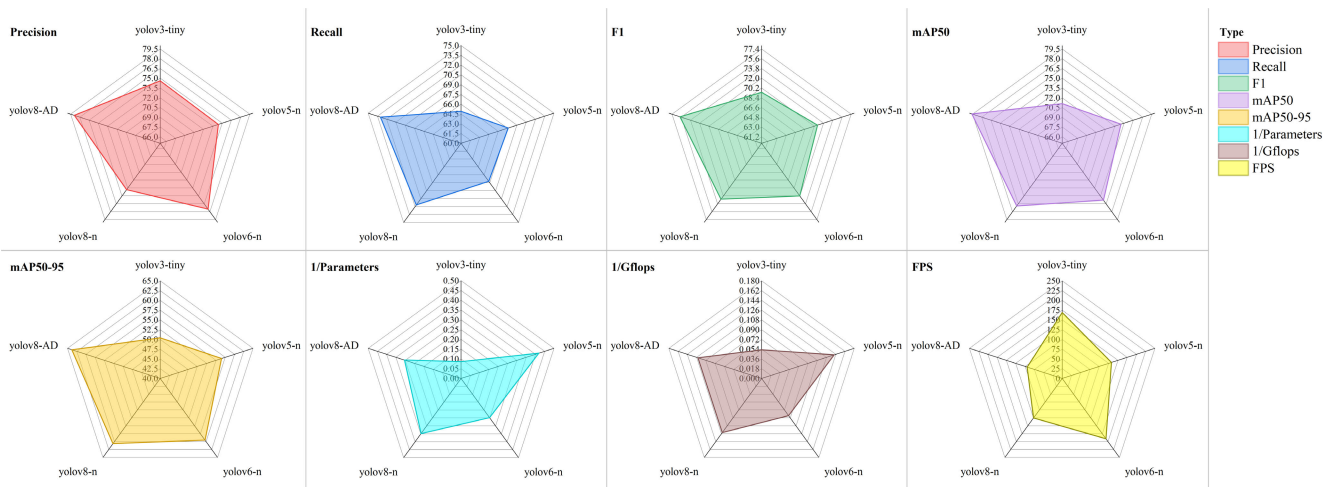 Precision
yolov3-tiny
79.5
78.0
76.5
75.0
73.5
72.0
70.5
69.0
67.5
66.0
yolov8-AD
yolov5-n
yolov8-n
yolov6-n
Recall
yolov3-tiny
75.0
73.5
72.0
70.5
69.0
67.5
66.0
64.5
63.0
61.5
60.0
yolov8-AD
yolov5-n
yolov8-n
yolov6-n
F1
yolov3-tiny
77.4
75.6
73.8
72.0
70.2
68.4
66.6
64.8
63.0
61.2
yolov8-AD
yolov5-n
yolov8-n
yolov6-n
mAP50
yolov3-tiny
79.5
78.0
76.5
75.0
73.5
72.0
70.5
69.0
67.5
66.0
yolov8-AD
yolov5-n
yolov8-n
yolov6-n
Type
Precision
Recall
F1
mAP50
mAP50-95
1/Parameters
1/Gflops
FPS
mAP50-95
yolov3-tiny
65.0
62.5
60.0
57.5
55.0
52.5
50.0
47.5
45.0
42.5
40.0
yolov8-AD
yolov5-n
yolov8-n
yolov6-n
1/Parameters
yolov3-tiny
0.50
0.45
0.40
0.35
0.30
0.25
0.20
0.15
0.10
0.05
0.00
yolov8-AD
yolov5-n
yolov8-n
yolov6-n
1/Gflops
yolov3-tiny
0.180
0.162
0.144
0.126
0.108
0.090
0.072
0.054
0.036
0.018
0.000
yolov8-AD
yolov5-n
yolov8-n
yolov6-n
FPS
yolov3-tiny
250
225
200
175
150
125
100
75
50
25
0
yolov8-AD
yolov5-n
yolov8-n
yolov6-n